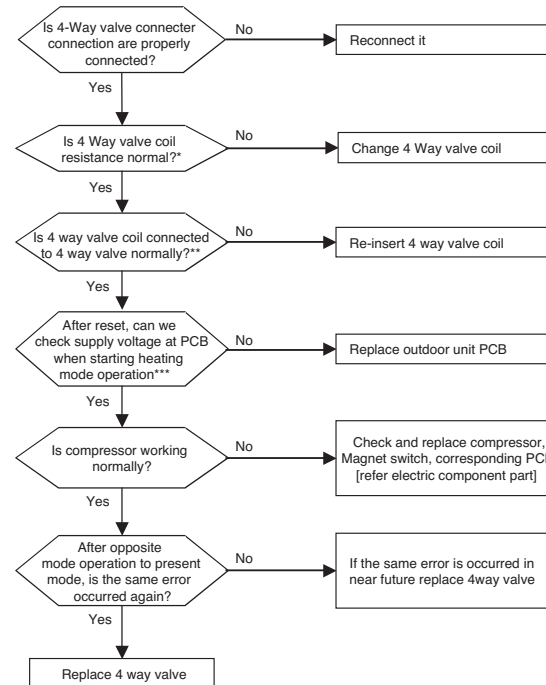 Is 4-Way valve connecter
connection are properly
connected?
No
Reconnect it
Yes
Is 4 Way valve coil
resistance normal?*
No
Change 4 Way valve coil
Yes
Is 4 way valve coil connected
to 4 way valve normally?**
No
Re-insert 4 way valve coil
Yes
After reset, can we
check supply voltage at PCB
when starting heating
mode operation***
No
Replace outdoor unit PCB
Yes
Is compressor working
normally?
No
Check and replace compressor,
Magnet switch, corresponding PC
[refer electric component part]
Yes
After opposite
mode operation to present
mode, is the same error
occurred again?
No
If the same error is occurred in
near future replace 4way valve
Yes
Replace 4 way valve